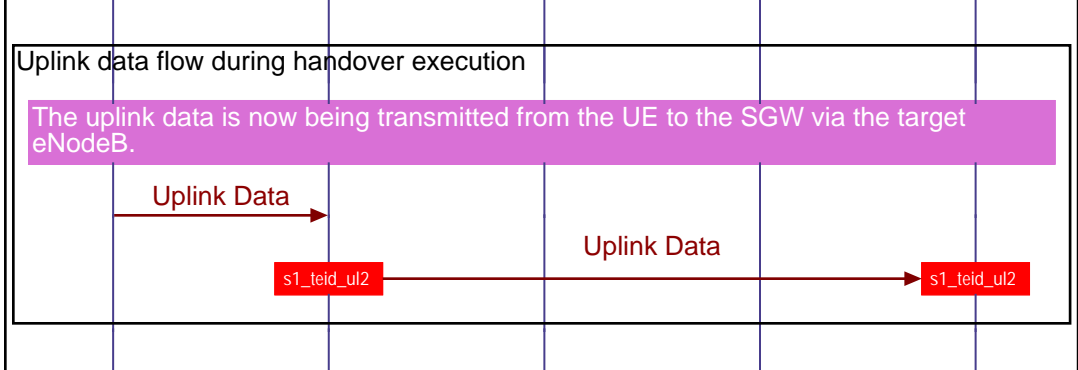 Uplink data flow during handover execution
The uplink data is now being transmitted from the UE to the SGW via the target
eNodeB.
Uplink Data
Uplink Data
s1_teid_ul2
s1_teid_ul2